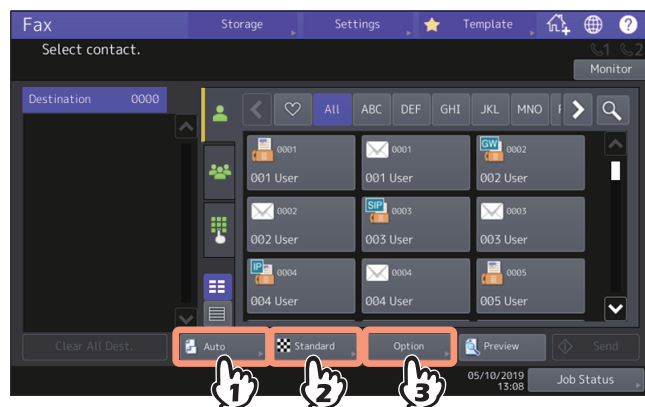 Fax
Storage
Settings
Template
?
Select contact.
1
2
Monitor
Destination 0000
All
ABC
DEF
GHI
JKL
MNO
0001
001 User
0001
001 User
GW
0002
002 User
0002
002 User
SIP
0003
003 User
0003
003 User
IP
0004
004 User
0004
004 User
0005
005 User
Clear All Dest.
Auto
Standard
Option
Preview
Send
1
2
3
05/10/2019
13:08
Job Status